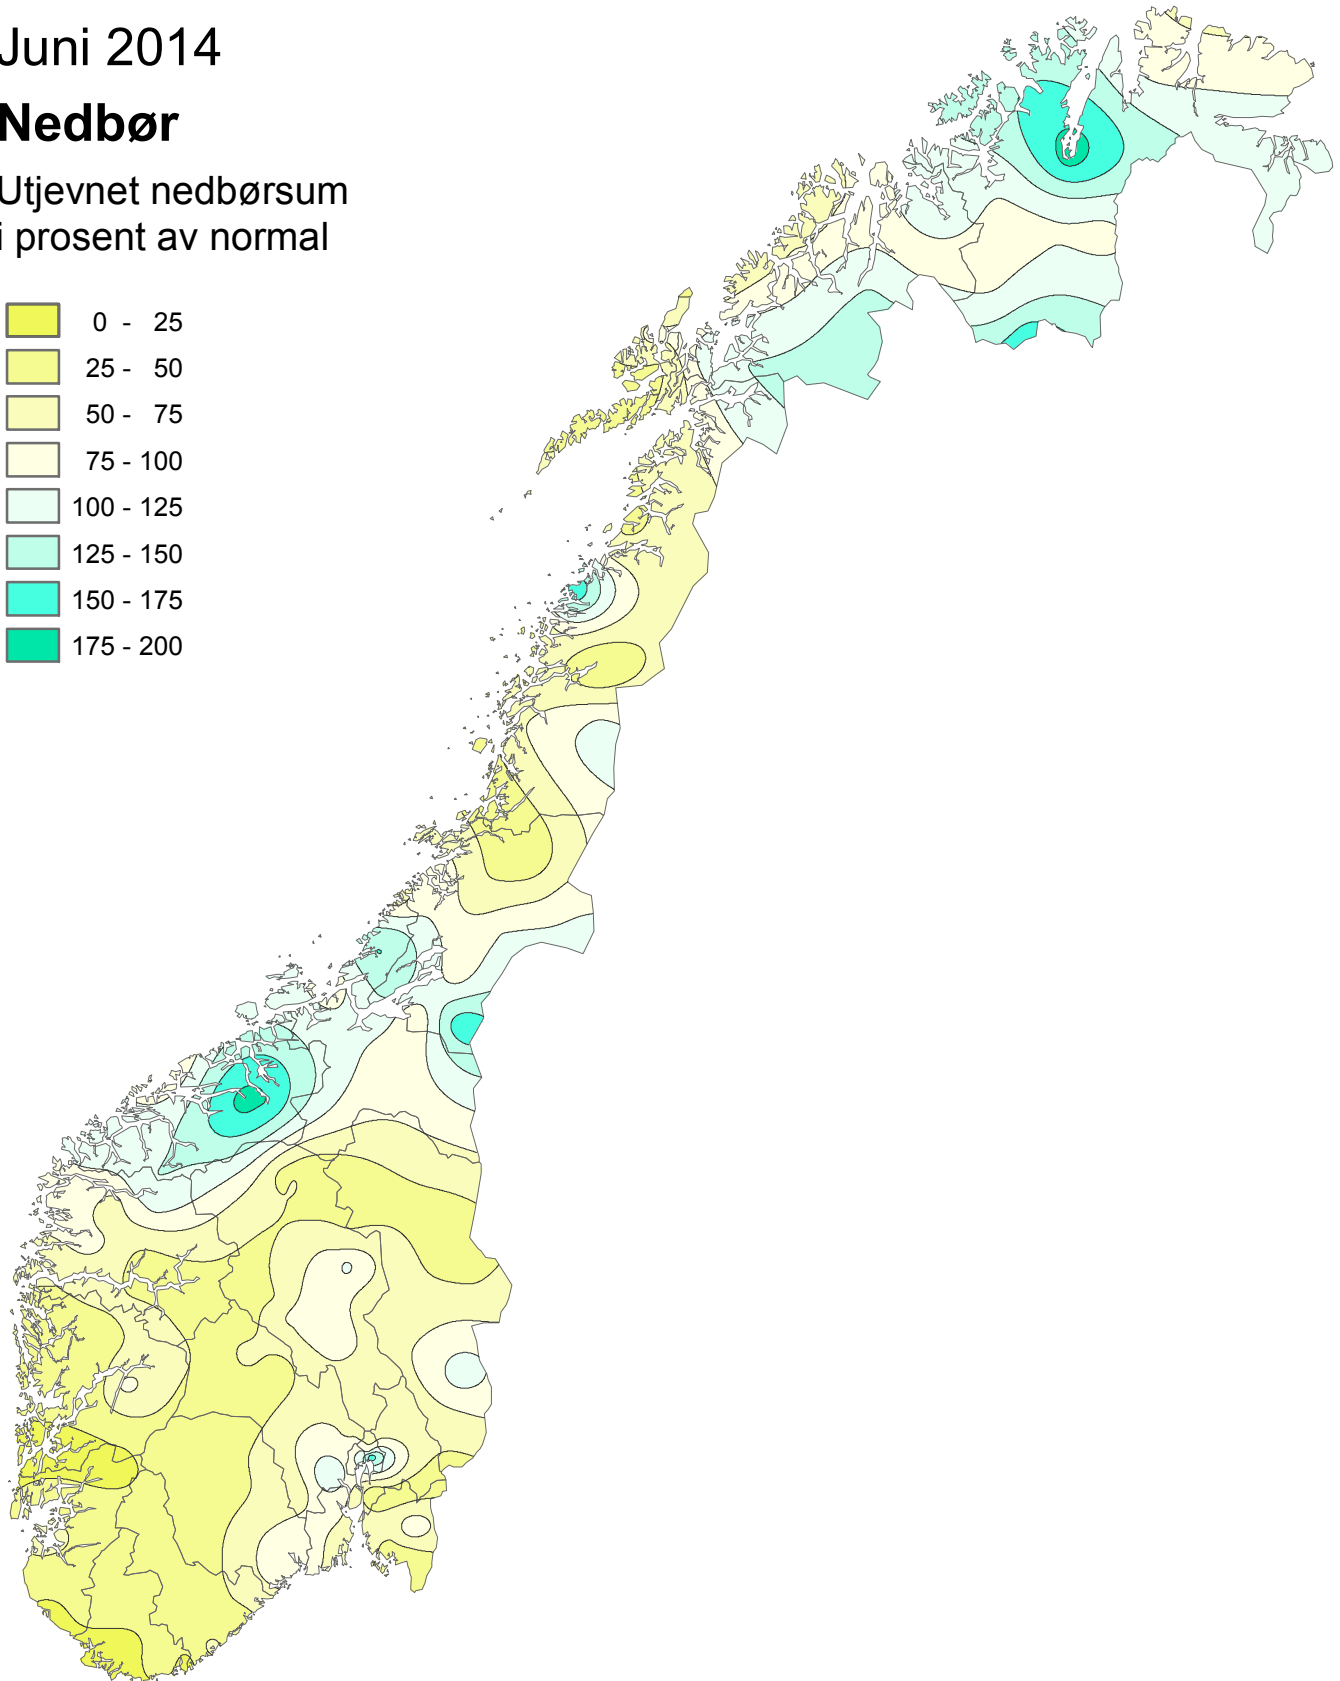 Juni 2014
Nedbør
Utjevnet nedbørsum
i prosent av normal
0 - 25
25 - 50
50 - 75
75 - 100
100 - 125
125 - 150
150 - 175
175 - 200